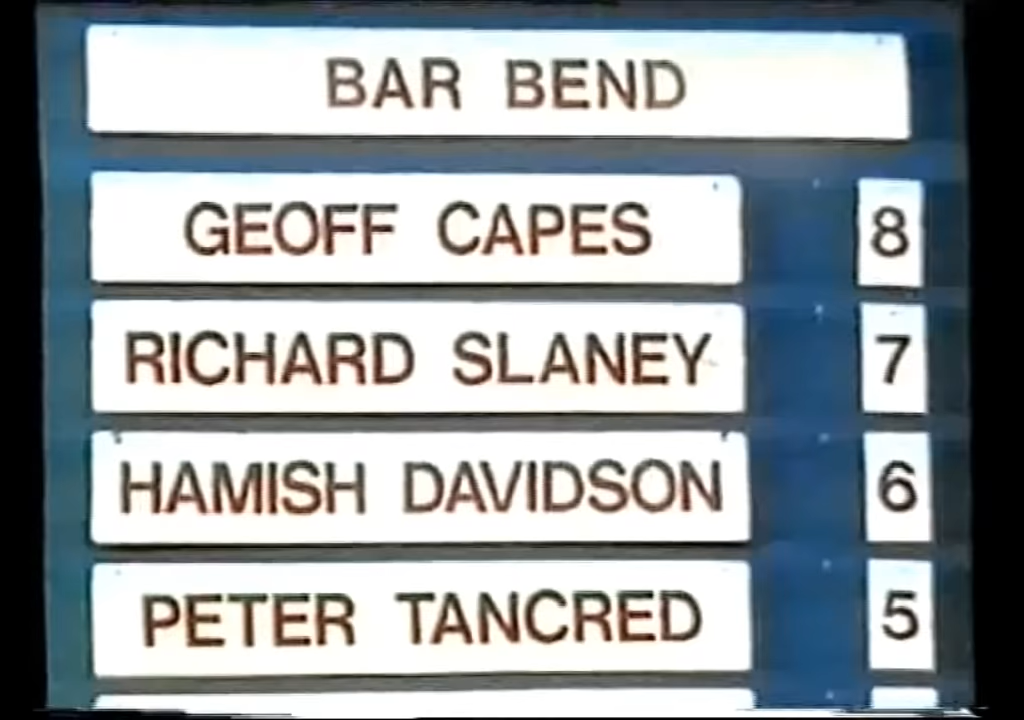 BAR BEND
GEOFF CAPES 8
RICHARD SLANEY 7
HAMISH DAVIDSON 6
PETER TANCRED 5